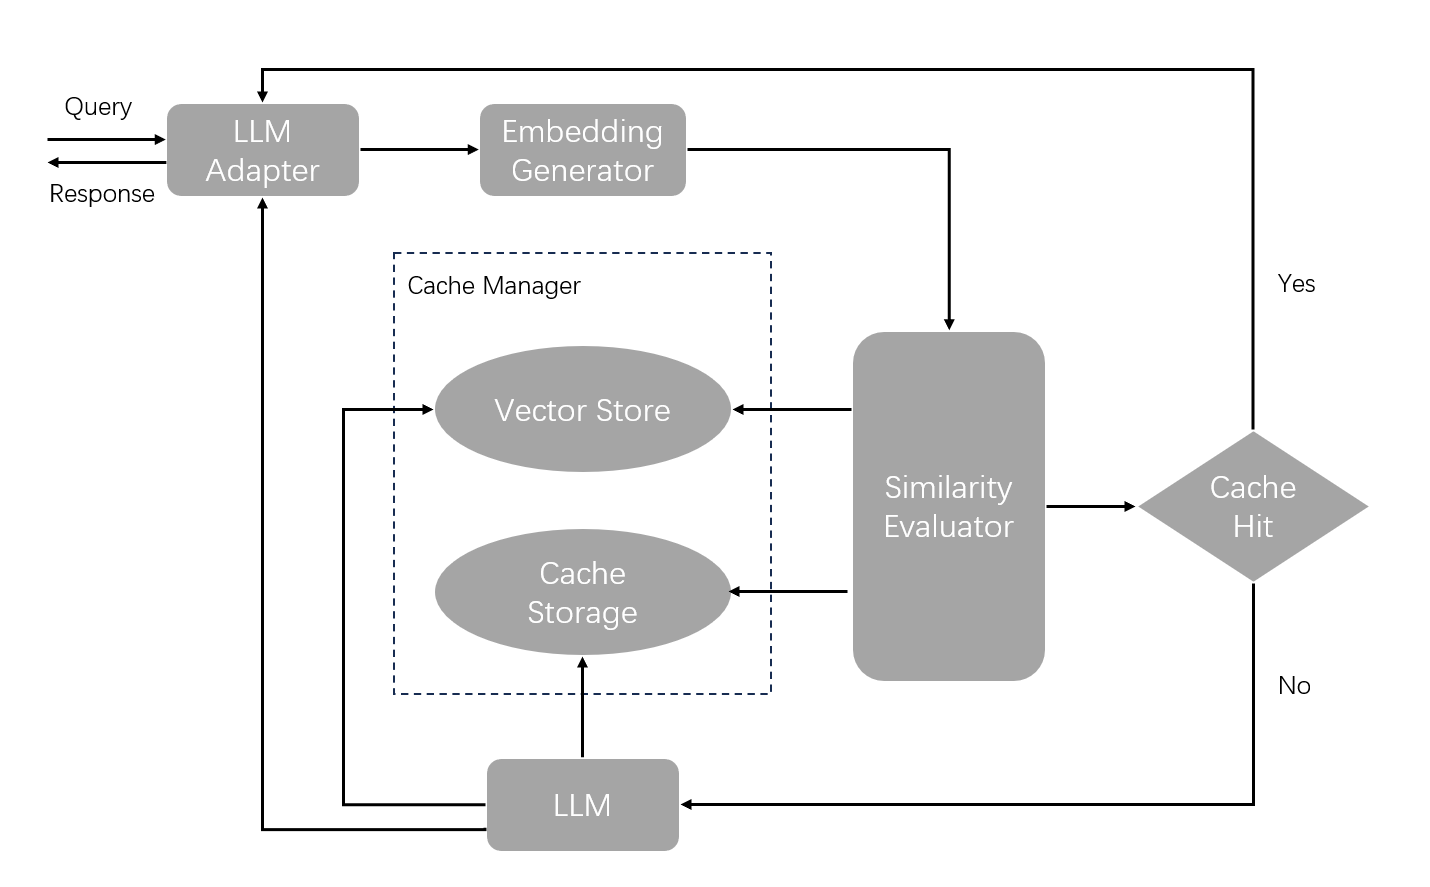 Query
LLM
Adapter
Response
Embedding
Generator
Cache Manager
Yes
Vector Store
Similarity
Evaluator
Cache
Hit
Cache
Storage
No
LLM